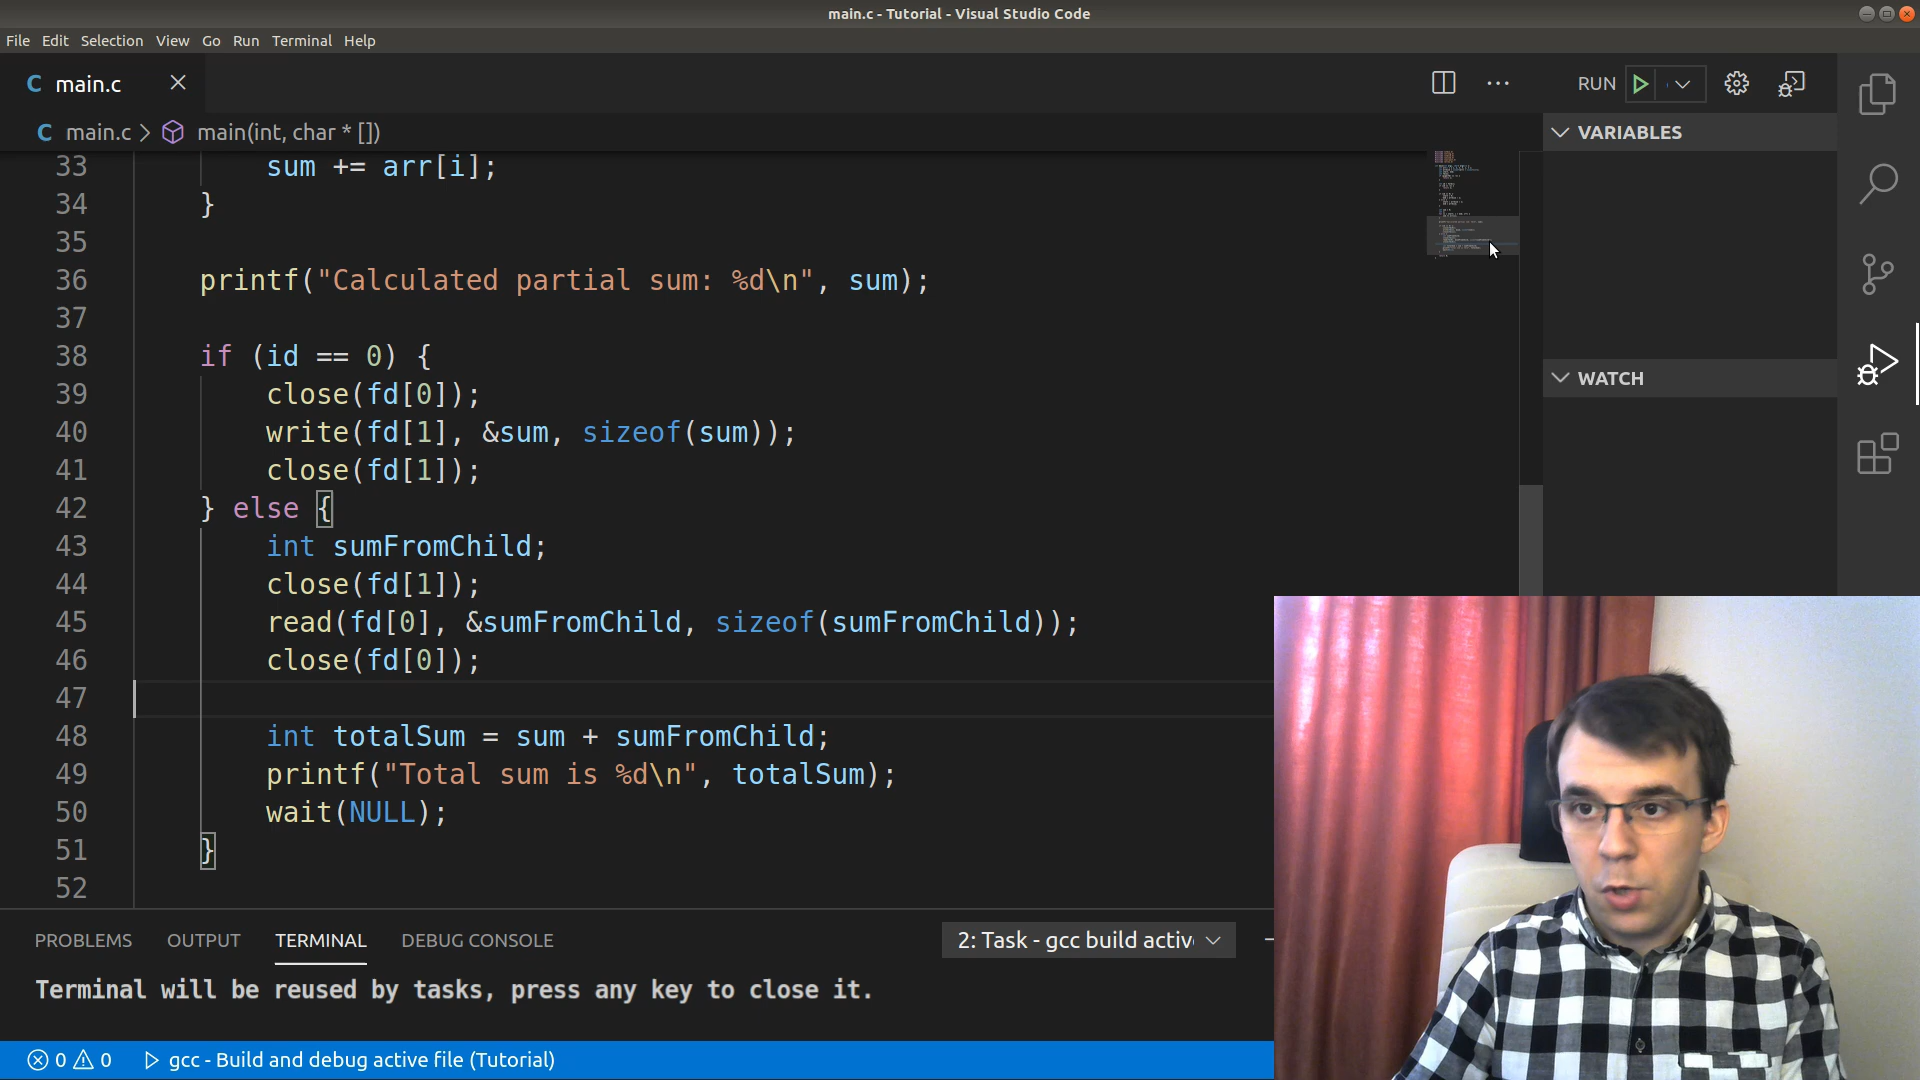 main.c - Tutorial - Visual Studio Code
File Edit Selection View Go Run Terminal Help
C main.c
RUN
C main.c > main(int, char * [])
VARIABLES
33 sum += arr[i];
34 }
35
36 printf("Calculated partial sum: %d\n", sum);
37
38 if (id == 0) {
39 close(fd[0]);
WATCH
40 write(fd[1], &sum, sizeof(sum));
41 close(fd[1]);
42 } else {
43 int sumFromChild;
44 close(fd[1]);
45 read(fd[0], &sumFromChild, sizeof(sumFromChild));
46 close(fd[0]);
47
48 int totalSum = sum + sumFromChild;
49 printf("Total sum is %d\n", totalSum);
50 wait(NULL);
51 }
52
PROBLEMS OUTPUT TERMINAL DEBUG CONSOLE 2: Task - gcc build activ
Terminal will be reused by tasks, press any key to close it.
0 0 gcc - Build and debug active file (Tutorial)